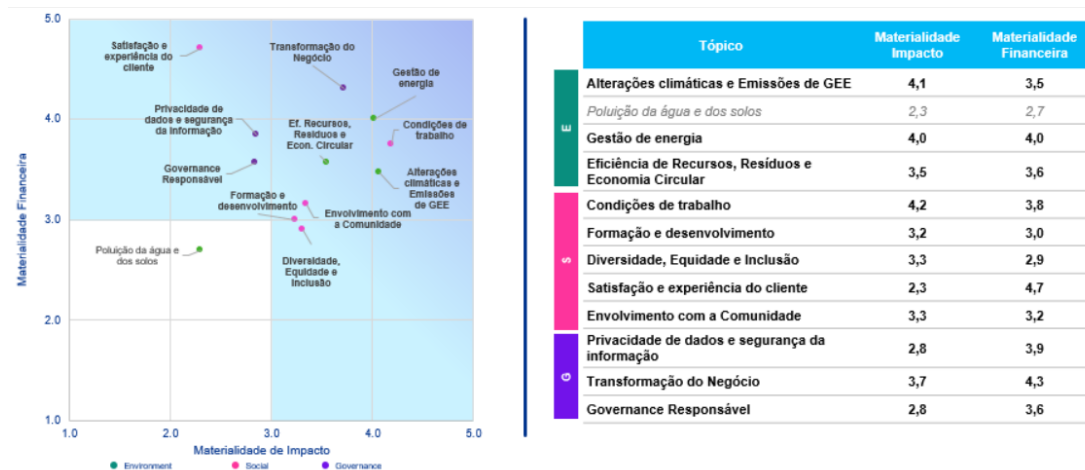 5.0
4.0
3.0
2.0
1.0
Materialidade Financeira
Satisfação e
experiência do
cliente
Transformação do
Negócio
Gestão de
energia
Privacidade de
dados e segurança
da informação
Ef. Recursos,
Resíduos e
Econ. Circular
Condições de
trabalho
Governance
Responsável
Alterações
climáticas e
Emissões
de GEE
Formação e
desenvolvimento
Envolvimento com
a Comunidade
Poluição da água e
dos solos
Diversidade,
Equidade e
Inclusão
1.0 2.0 3.0 4.0 5.0
Materialidade de Impacto
Environment Social Governance
Tópico Materialidade Impacto Materialidade Financeira
E
Alterações climáticas e Emissões de GEE 4,1 3,5
Poluição da água e dos solos 2,3 2,7
Gestão de energia 4,0 4,0
Eficiência de Recursos, Resíduos e
Economia Circular 3,5 3,6
S
Condições de trabalho 4,2 3,8
Formação e desenvolvimento 3,2 3,0
Diversidade, Equidade e Inclusão 3,3 2,9
Satisfação e experiência do cliente 2,3 4,7
Envolvimento com a Comunidade 3,3 3,2
G
Privacidade de dados e segurança da
informação 2,8 3,9
Transformação do Negócio 3,7 4,3
Governance Responsável 2,8 3,6